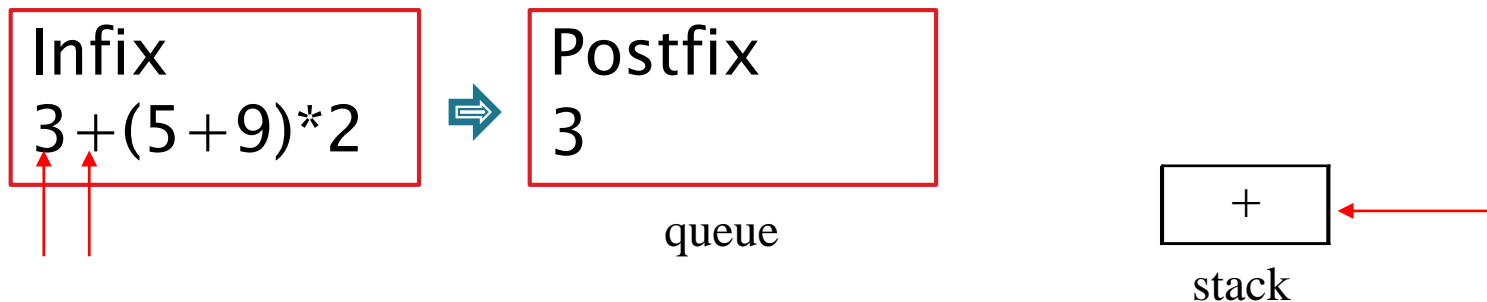 Infix
3+(5+9)*2
Postfix
3
queue
+
stack